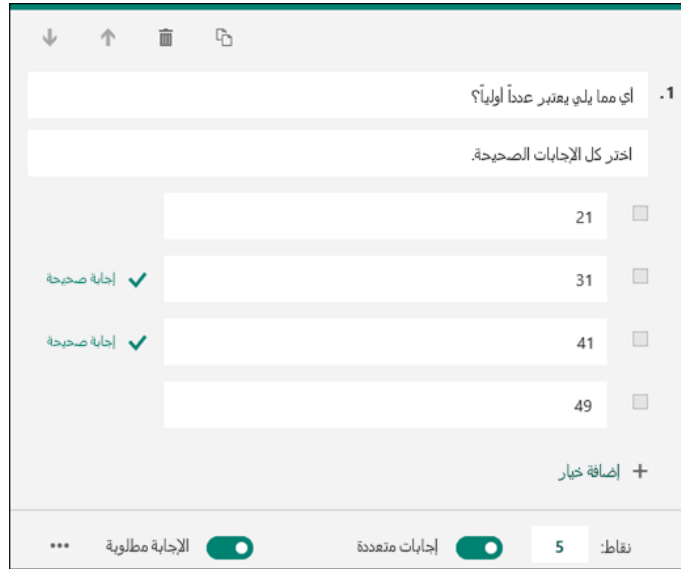 1. أي مما يلي يعتبر عدداً أولياً؟
اختر كل الإجابات الصحيحة.
21
31 إجابة صحيحة
41 إجابة صحيحة
49
إضافة خيار
نقاط: 5 إجابات متعددة الإجابة مطلوبة